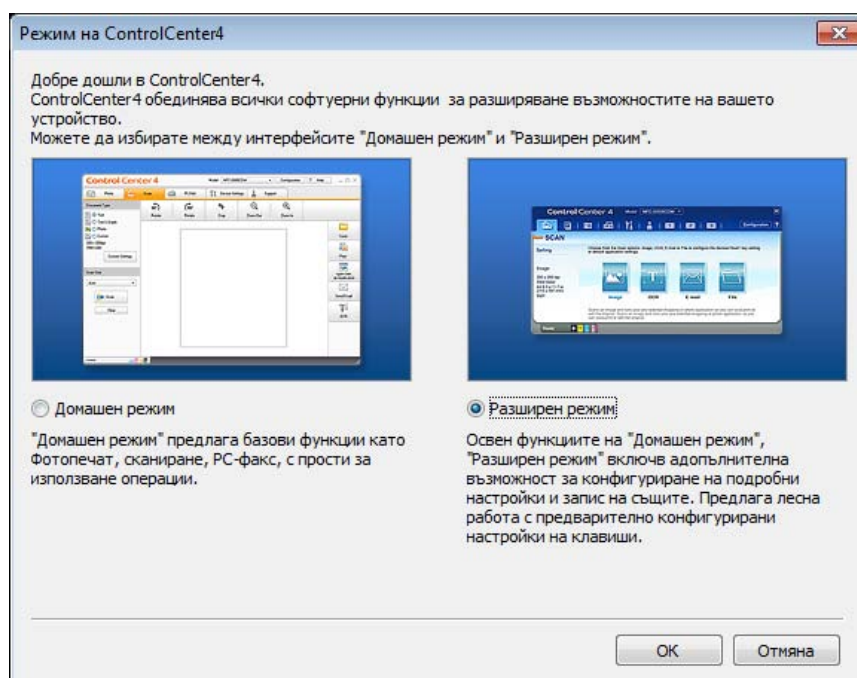 Режим на ControlCenter4
Добре дошли в ControlCenter4.
ControlCenter4 обединява всички софтуерни функции за разширяване възможностите на вашето
устройство.
Можете да избирате между интерфейсите "Домашен режим" и "Разширен режим".
Control Center 4
Control Center 4
SCAN
Image
OCR
E-mail
File
Домашен режим
"Домашен режим" предлага базови функции като
Фотопечат, сканиране, PC-факс, с прости за
използване операции.
Разширен режим
Освен функциите на "Домашен режим",
"Разширен режим" включв адопълнителна
възможност за конфигуриране на подробни
настройки и запис на същите. Предлага лесна
работа с предварително конфигурирани
настройки на клавиши.
OK
Отмяна